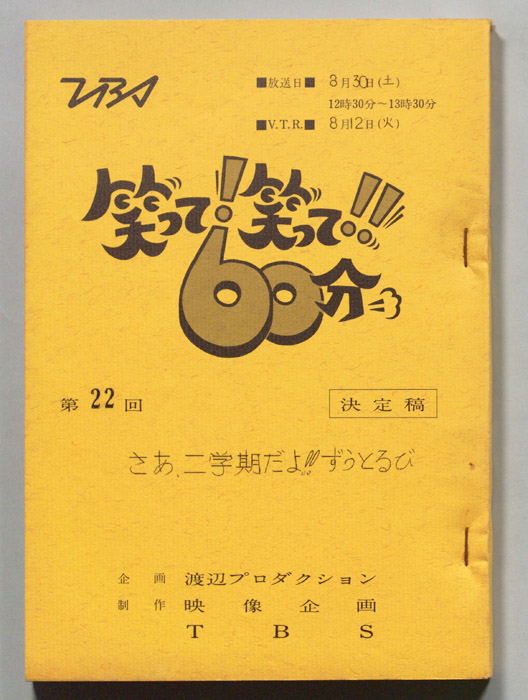 TBS
■放送日■ 8月30日(土)
12時30分~13時30分
■V.T.R.■ 8月12日(火)
笑って!笑って!!
60分
第22回
決定稿
さあ、二学期だよ!!ずうとるび
企画 渡辺プロダクション
制作 映像企画
TBS